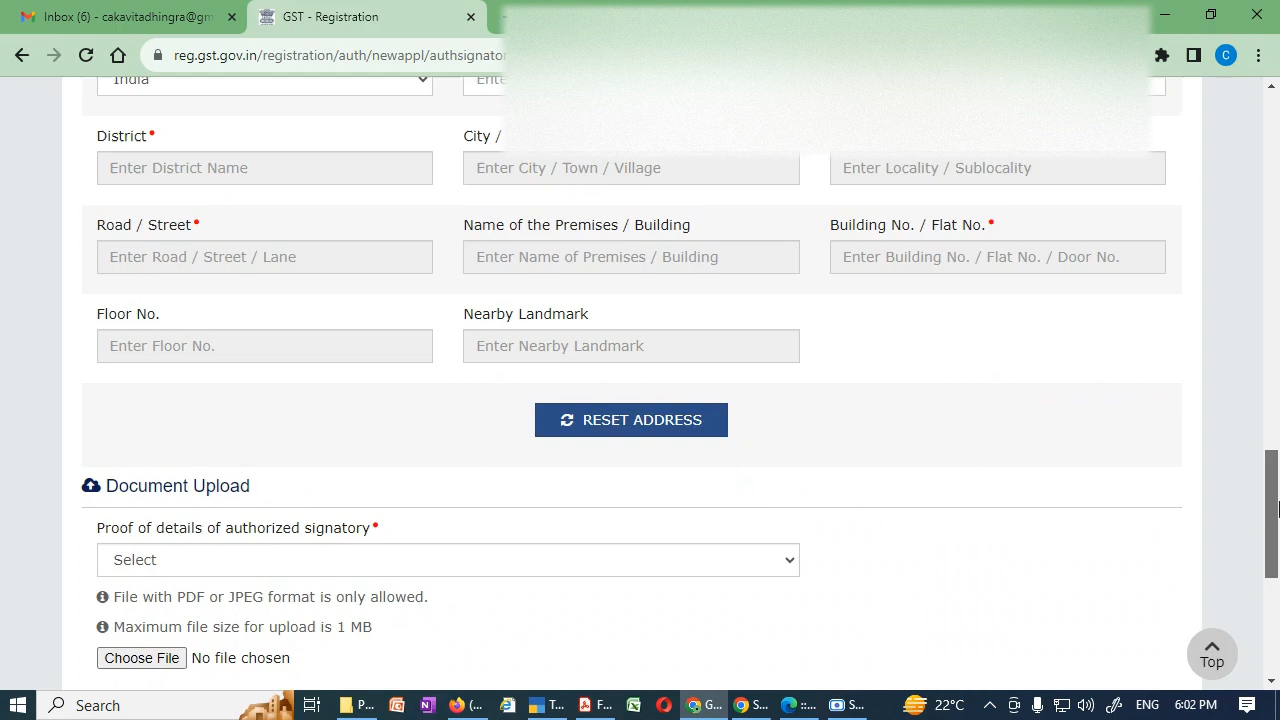 Inbox (6) - cakavitadhingra@gm
GST - Registration
reg.gst.gov.in/registration/auth/newappl/authsignator
C
India
Ente
District•
City /
Enter District Name
Enter City / Town / Village
Enter Locality / Sublocality
Road / Street•
Name of the Premises / Building
Building No. / Flat No.•
Enter Road / Street / Lane
Enter Name of Premises / Building
Enter Building No. / Flat No. / Door No.
Floor No.
Nearby Landmark
Enter Floor No.
Enter Nearby Landmark
RESET ADDRESS
Document Upload
Proof of details of authorized signatory•
Select
File with PDF or JPEG format is only allowed.
Maximum file size for upload is 1 MB
Choose File No file chosen
Top
Search
P...
(...
T...
F...
G...
S...
::...
S...
22°C
ENG
6:02 PM